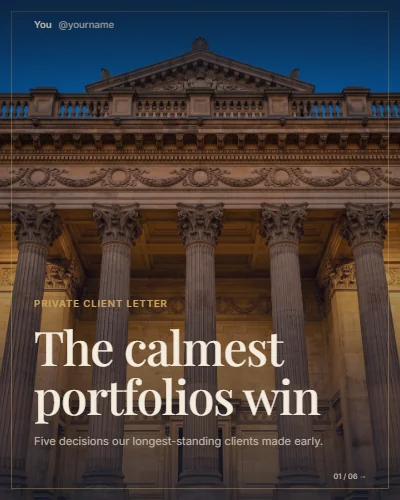 You @yourname
PRIVATE CLIENT LETTER
The calmest
portfolios win
Five decisions our longest-standing clients made early.
01 / 06 →